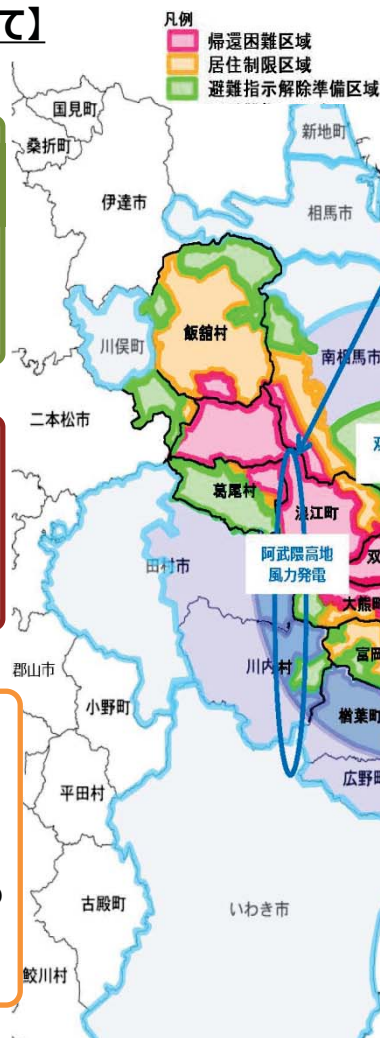 て】
凡例
帰還困難区域
居住制限区域
避難指示解除準備区域
国見町
桑折町
新地町
伊達市
相馬市
川俣町
飯舘村
南相馬市
二本松市
葛尾村
浪江町
阿武隈高地
風力発電
田村市
双
大熊町
郡山市
川内村
富岡
小野町
楢葉町
広野町
平田村
古殿町
いわき市
鮫川村